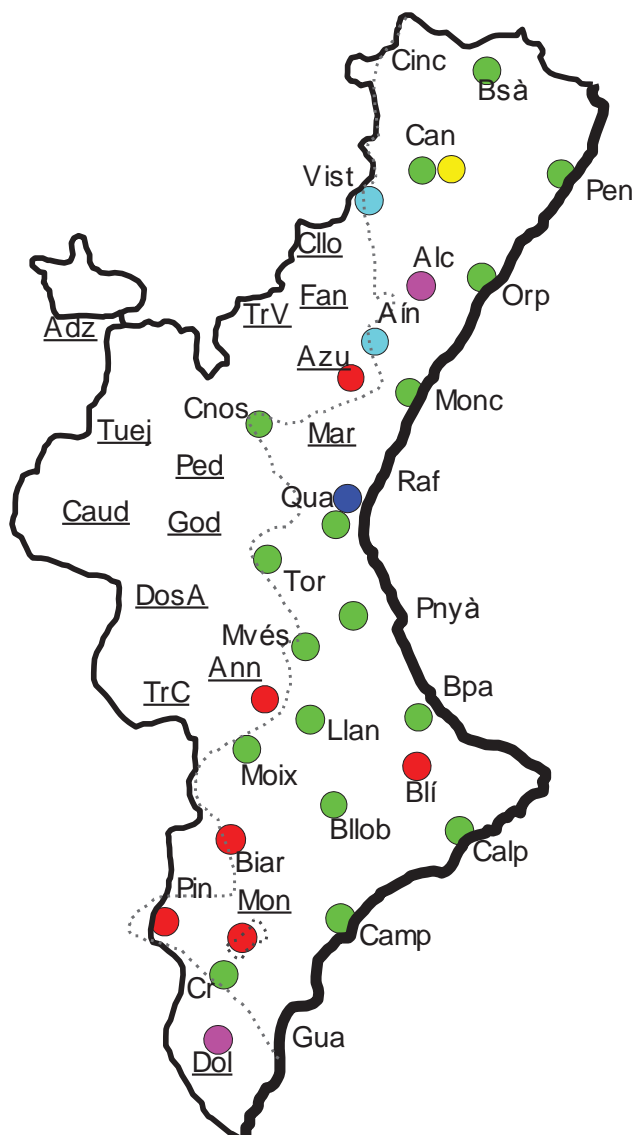 Cinc
Bsà
Can
Vist
Pen
Cllo
Alc
Fan
TrV
Orp
Adz
Aín
Azu
Monc
Cnos
Mar
Tuej
Ped
Qua
Raf
Caud
God
Tor
DosA
Pnyà
Mvés
Ann
TrC
Bpa
Llan
Moix
Blí
Bllob
Calp
Biar
Pin
Mon
Camp
Cr
Gua
Dol